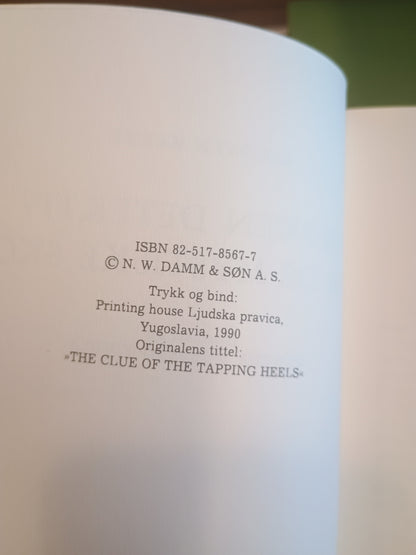 ISBN 82-517-8567-7
© N. W. DAMM & SØN A. S.
Trykk og bind:
Printing house Ljudska pravica,
Yugoslavia, 1990
Originalens tittel:
»THE CLUE OF THE TAPPING HEELS«